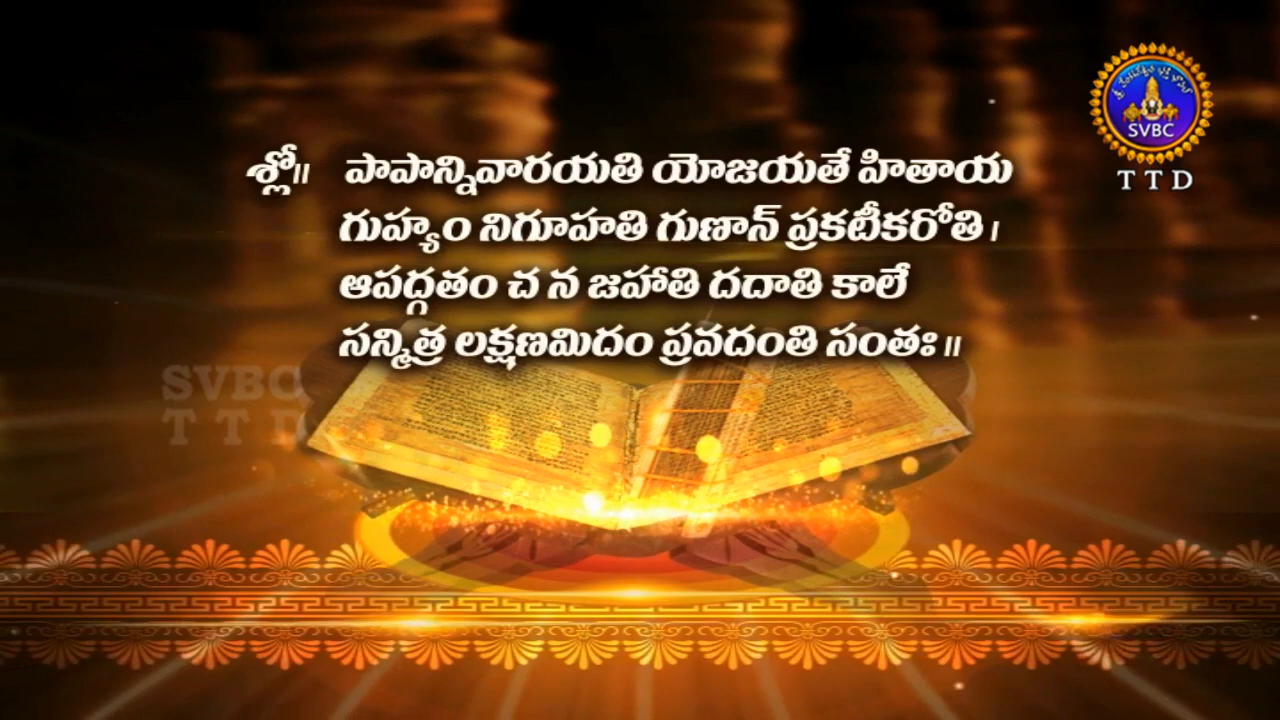 శ్లో॥ పాపాన్నివారయతి యోజయతే హితాయ
గుహ్యం నిగూహతి గుణాన్ ప్రకటీకరోతి।
ఆపద్గతం చ న జహాతి దదాతి కాలే
సన్మిత్ర లక్షణమిదం ప్రవదంతి సంతః॥
SVBC
TTD
SVBC
TTD